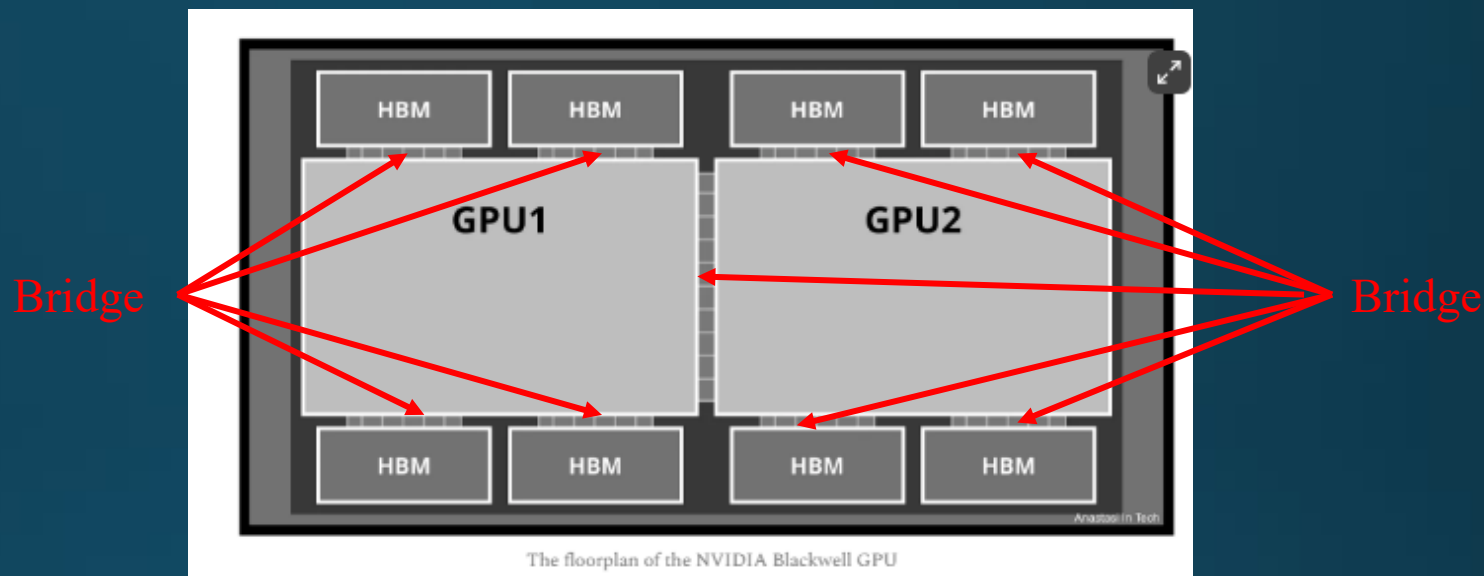 HBM HBM HBM HBM
GPU1 GPU2
Bridge Bridge
HBM HBM HBM HBM
Anastasi In Tech
The floorplan of the NVIDIA Blackwell GPU